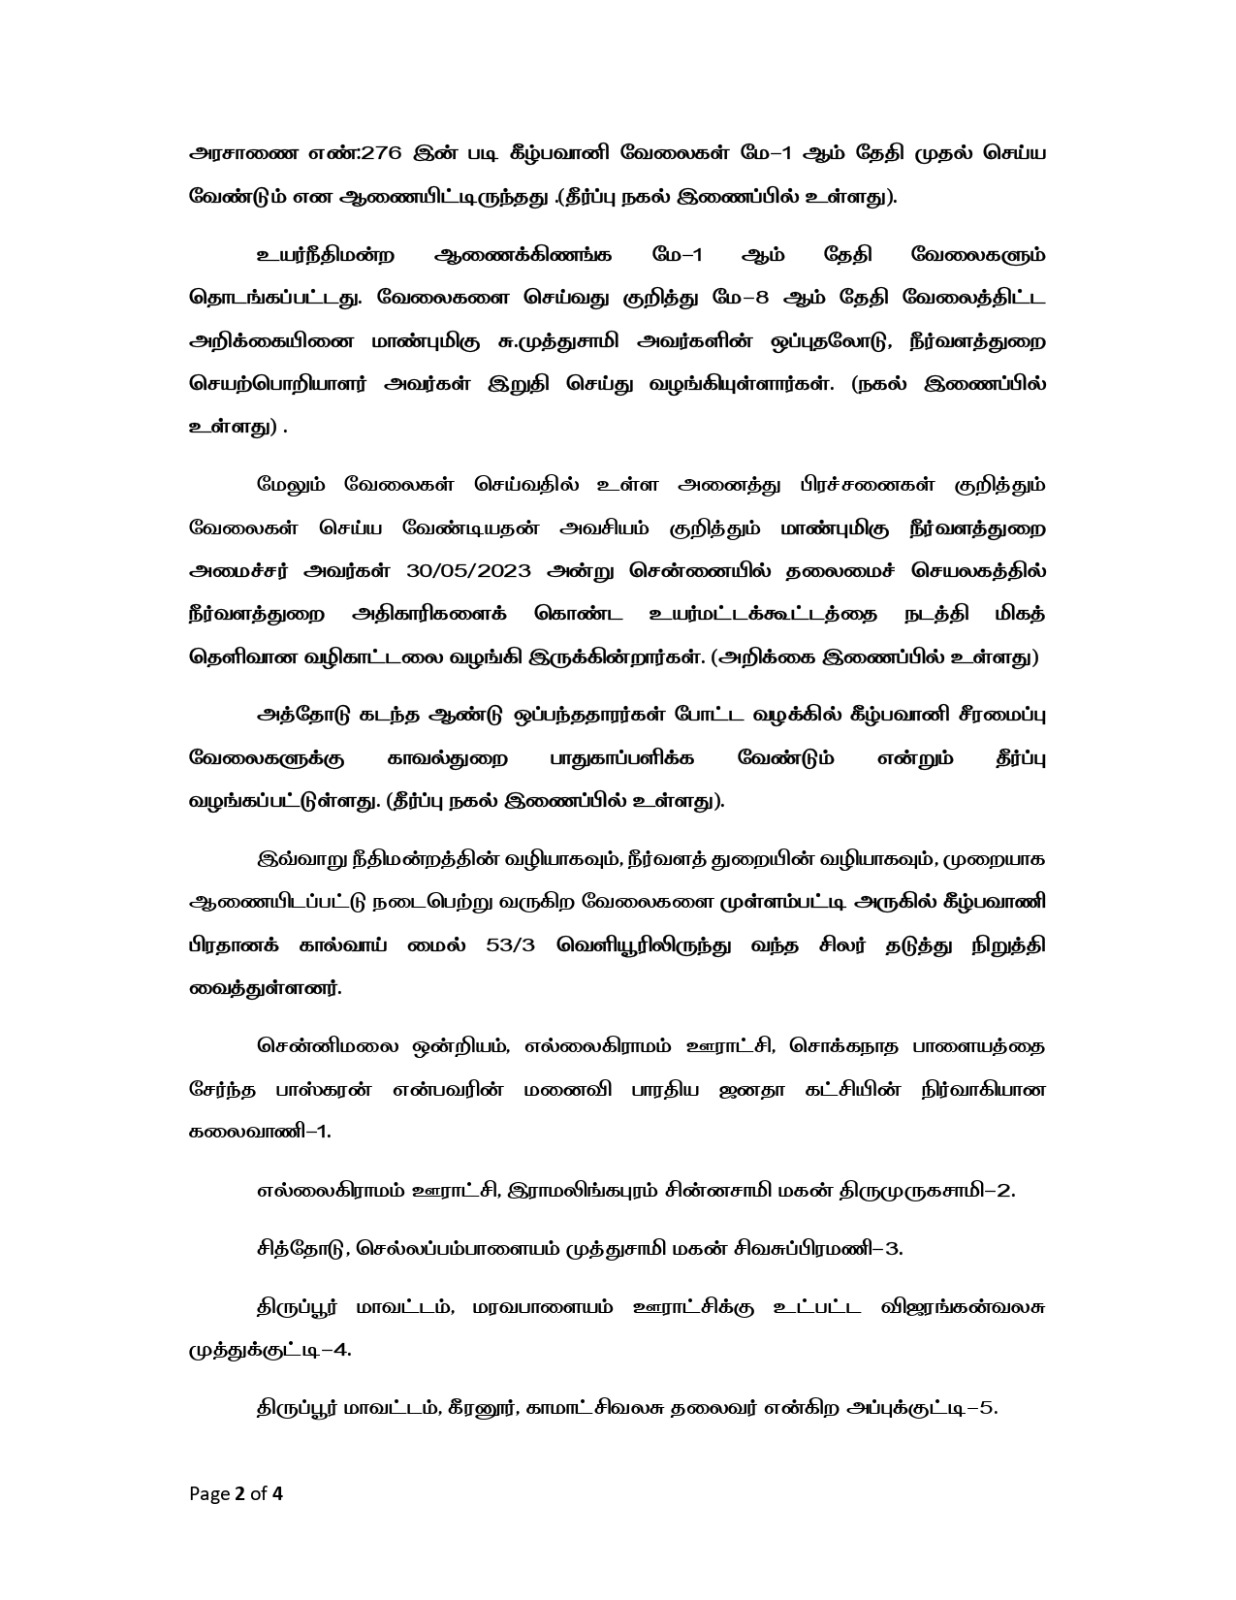 அரசாணை எண்:276 இன் படி கீழ்பவானி வேலைகள் மே-1 ஆம் தேதி முதல் செய்ய
வேண்டும் என ஆணையிட்டிருந்தது .(தீர்ப்பு நகல் இணைப்பில் உள்ளது).
உயர்நீதிமன்ற ஆணைக்கிணங்க மே-1 ஆம் தேதி வேலைகளும்
தொடங்கப்பட்டது. வேலைகளை செய்வது குறித்து மே-8 ஆம் தேதி வேலைத்திட்ட
அறிக்கையினை மாண்புமிகு சு.முத்துசாமி அவர்களின் ஒப்புதலோடு, நீர்வளத்துறை
செயற்பொறியாளர் அவர்கள் இறுதி செய்து வழங்கியுள்ளார்கள். (நகல் இணைப்பில்
உள்ளது) .
மேலும் வேலைகள் செய்வதில் உள்ள அனைத்து பிரச்சனைகள் குறித்தும்
வேலைகள் செய்ய வேண்டியதன் அவசியம் குறித்தும் மாண்புமிகு நீர்வளத்துறை
அமைச்சர் அவர்கள் 30/05/2023 அன்று சென்னையில் தலைமைச் செயலகத்தில்
நீர்வளத்துறை அதிகாரிகளைக் கொண்ட உயர்மட்டக்கூட்டத்தை நடத்தி மிகத்
தெளிவான வழிகாட்டலை வழங்கி இருக்கின்றார்கள். (அறிக்கை இணைப்பில் உள்ளது)
அத்தோடு கடந்த ஆண்டு ஒப்பந்ததாரர்கள் போட்ட வழக்கில் கீழ்பவானி சீரமைப்பு
வேலைகளுக்கு காவல்துறை பாதுகாப்பளிக்க வேண்டும் என்றும் தீர்ப்பு
வழங்கப்பட்டுள்ளது. (தீர்ப்பு நகல் இணைப்பில் உள்ளது).
இவ்வாறு நீதிமன்றத்தின் வழியாகவும், நீர்வளத் துறையின் வழியாகவும், முறையாக
ஆணையிடப்பட்டு நடைபெற்று வருகிற வேலைகளை முள்ளம்பட்டி அருகில் கீழ்பவாணி
பிரதானக் கால்வாய் மைல் 53/3 வெளியூரிலிருந்து வந்த சிலர் தடுத்து நிறுத்தி
வைத்துள்ளனர்.
சென்னிமலை ஒன்றியம், எல்லைகிராமம் ஊராட்சி, சொக்கநாத பாளையத்தை
சேர்ந்த பாஸ்கரன் என்பவரின் மனைவி பாரதிய ஜனதா கட்சியின் நிர்வாகியான
கலைவாணி-1.
எல்லைகிராமம் ஊராட்சி, இராமலிங்கபுரம் சின்னசாமி மகன் திருமுருகசாமி-2.
சித்தோடு, செல்லப்பம்பாளையம் முத்துசாமி மகன் சிவசுப்பிரமணி-3.
திருப்பூர் மாவட்டம், மரவபாளையம் ஊராட்சிக்கு உட்பட்ட விஜரங்கன்வலசு
முத்துக்குட்டி-4.
திருப்பூர் மாவட்டம், கீரனூர், காமாட்சிவலசு தலைவர் என்கிற அப்புக்குட்டி-5.
Page 2 of 4